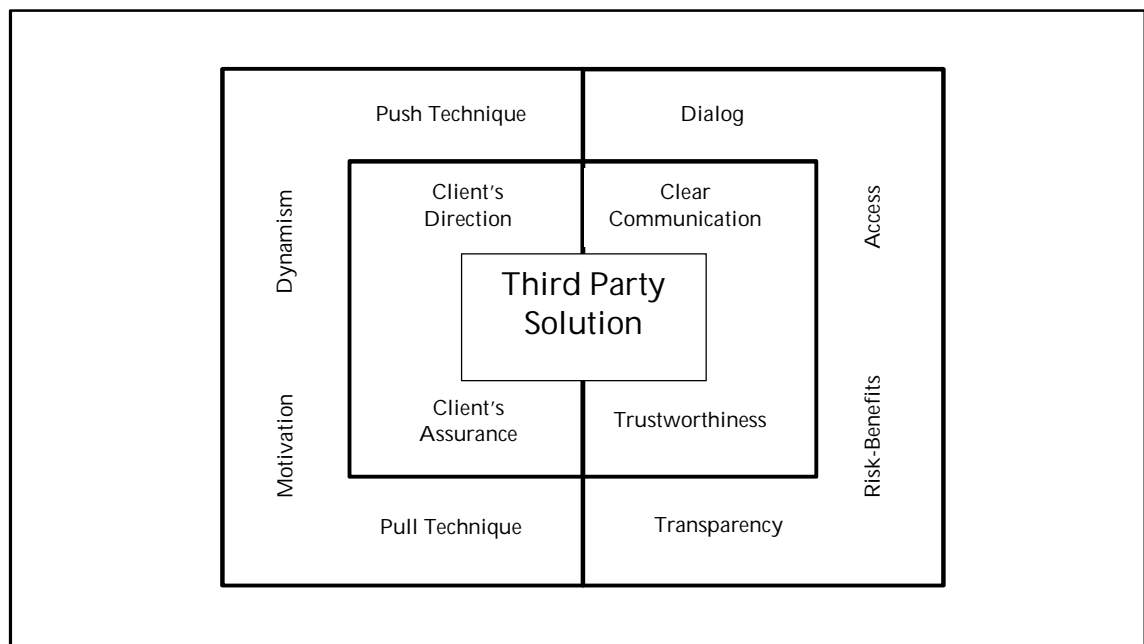 Push Technique
Dialog
Dynamism
Client's
Direction
Clear
Communication
Access
Third Party
Solution
Motivation
Client's
Assurance
Trustworthiness
Risk-Benefits
Pull Technique
Transparency